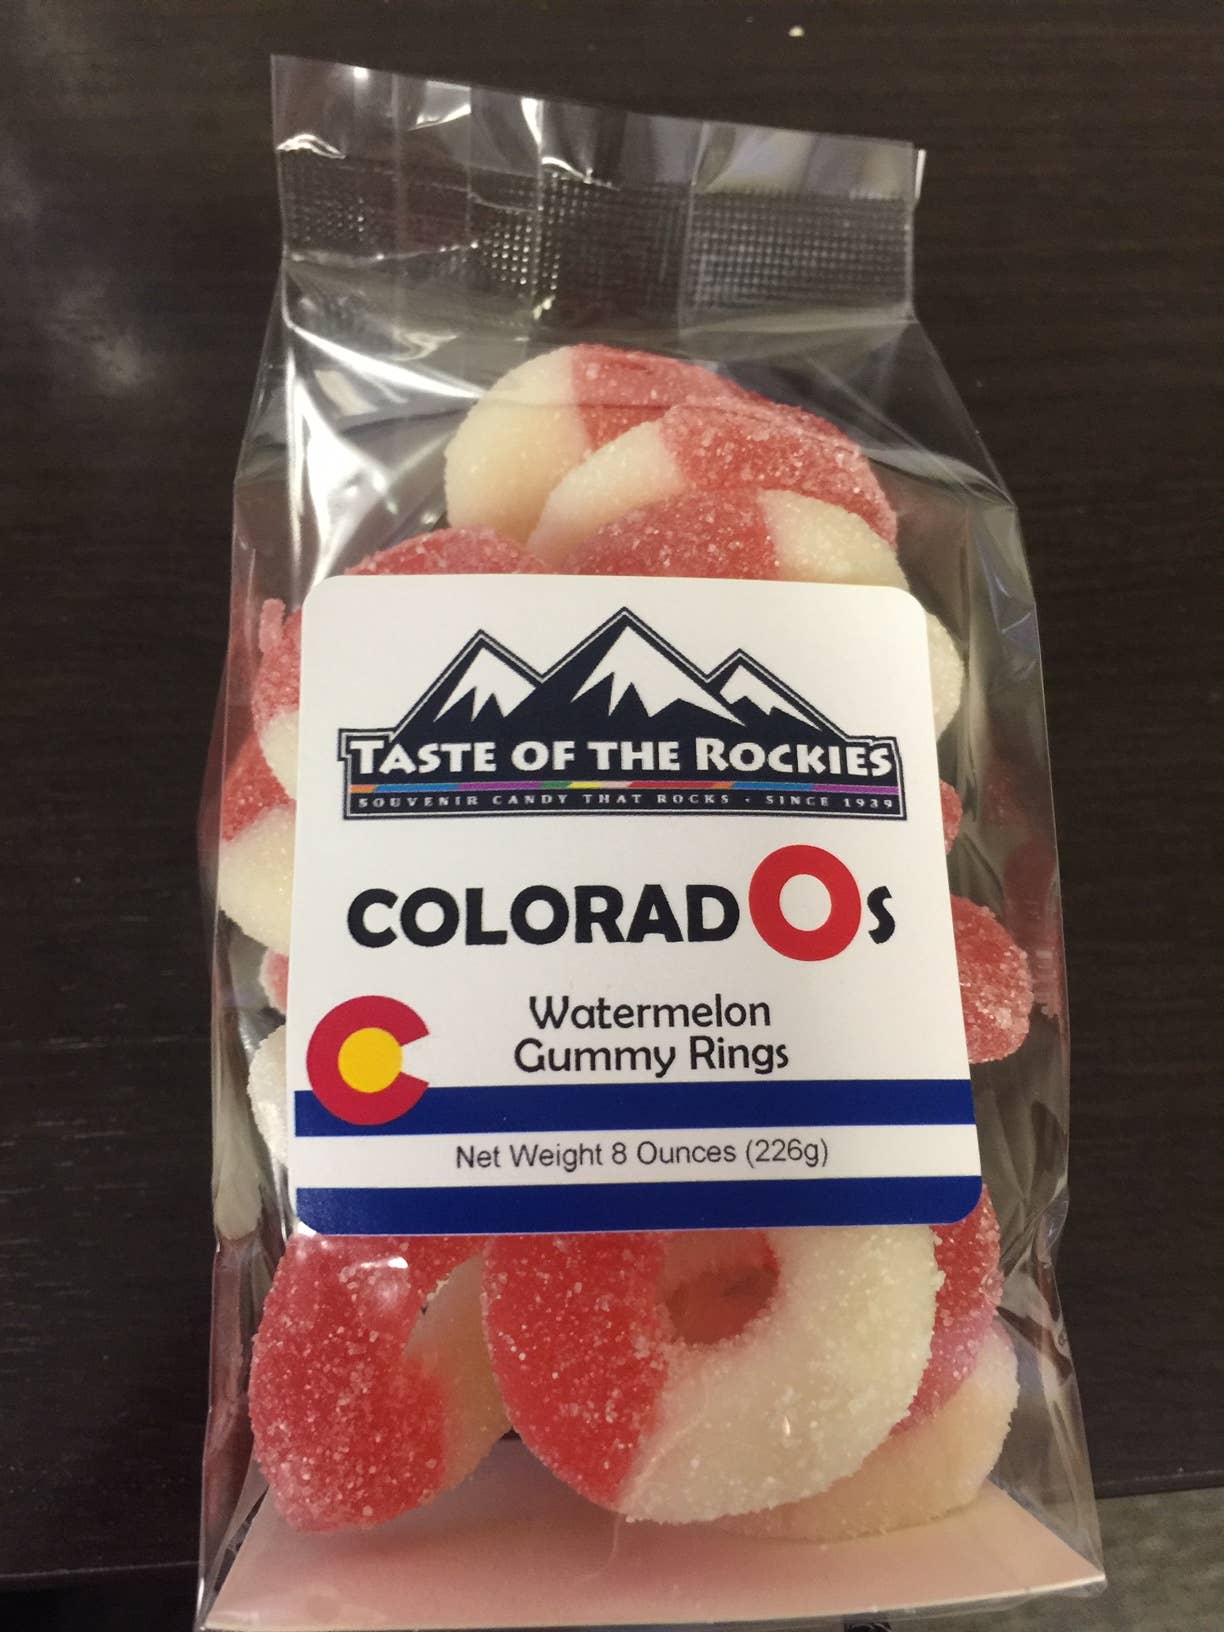 TASTE OF THE ROCKIES
SOUVENIR CANDY THAT ROCKS · SINCE 1939
COLORADOS
Watermelon
Gummy Rings
Net Weight 8 Ounces (226g)